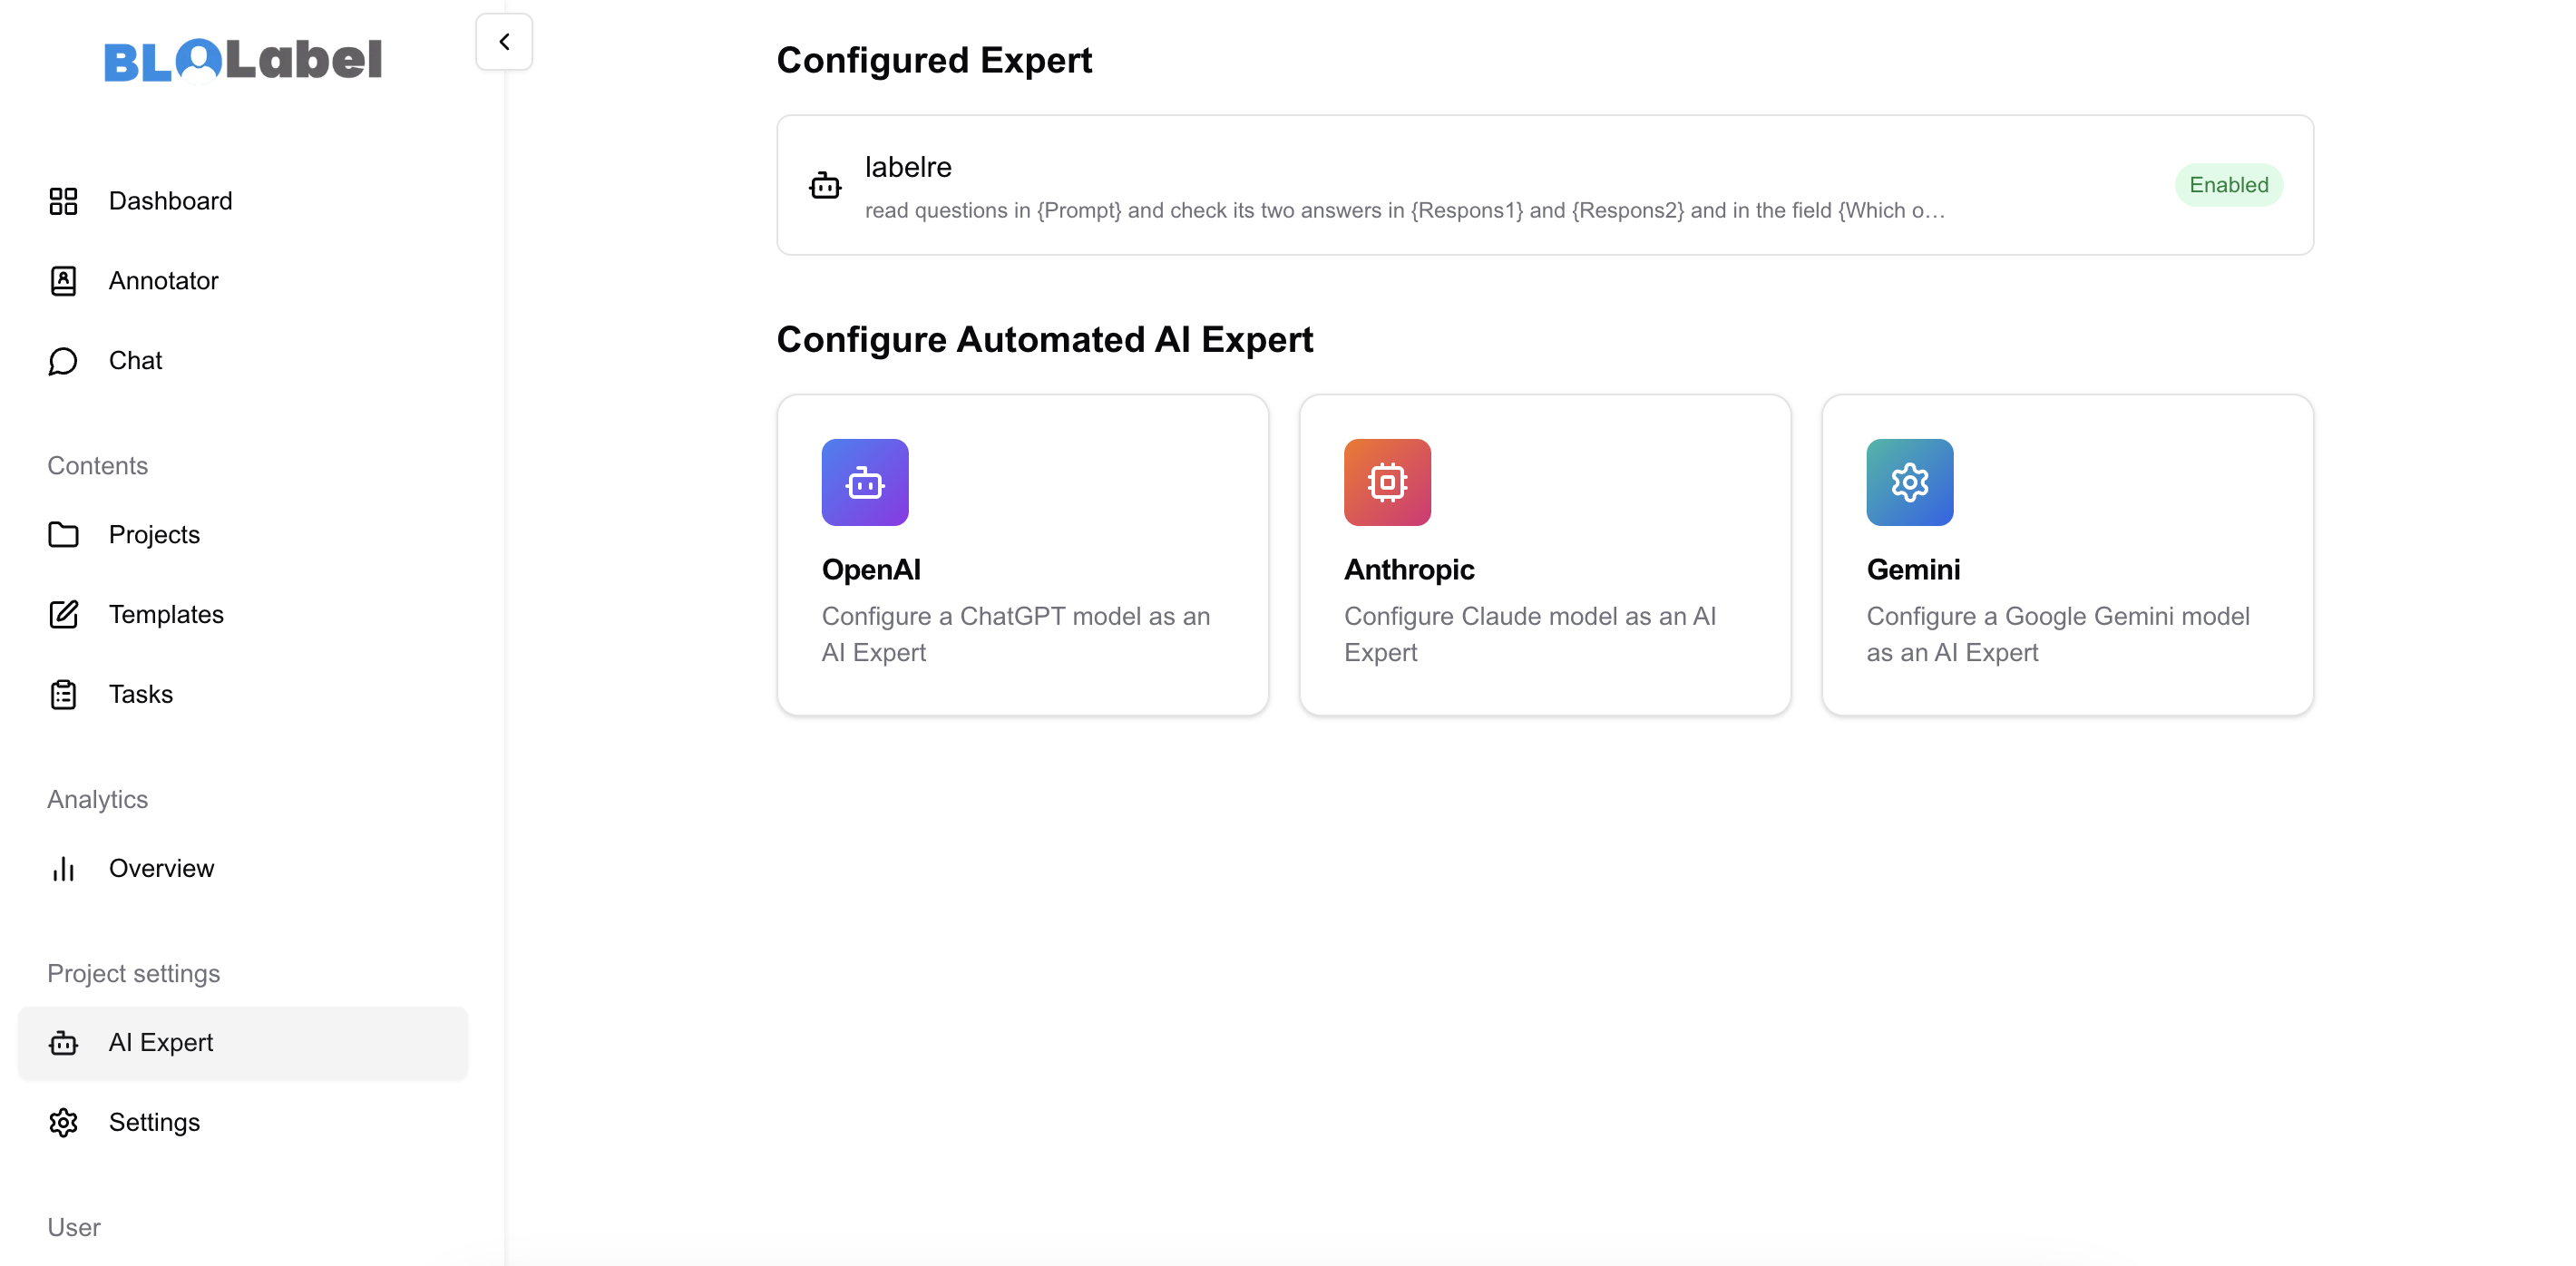 BLOLabel
Dashboard
Annotator
Chat
Contents
Projects
Templates
Tasks
Analytics
Overview
Project settings
AI Expert
Settings
User
Configured Expert
labelre
read questions in {Prompt} and check its two answers in {Respons1} and {Respons2} and in the field {Which o…
Enabled
Configure Automated AI Expert
OpenAI
Configure a ChatGPT model as an
AI Expert
Anthropic
Configure Claude model as an AI
Expert
Gemini
Configure a Google Gemini model
as an AI Expert